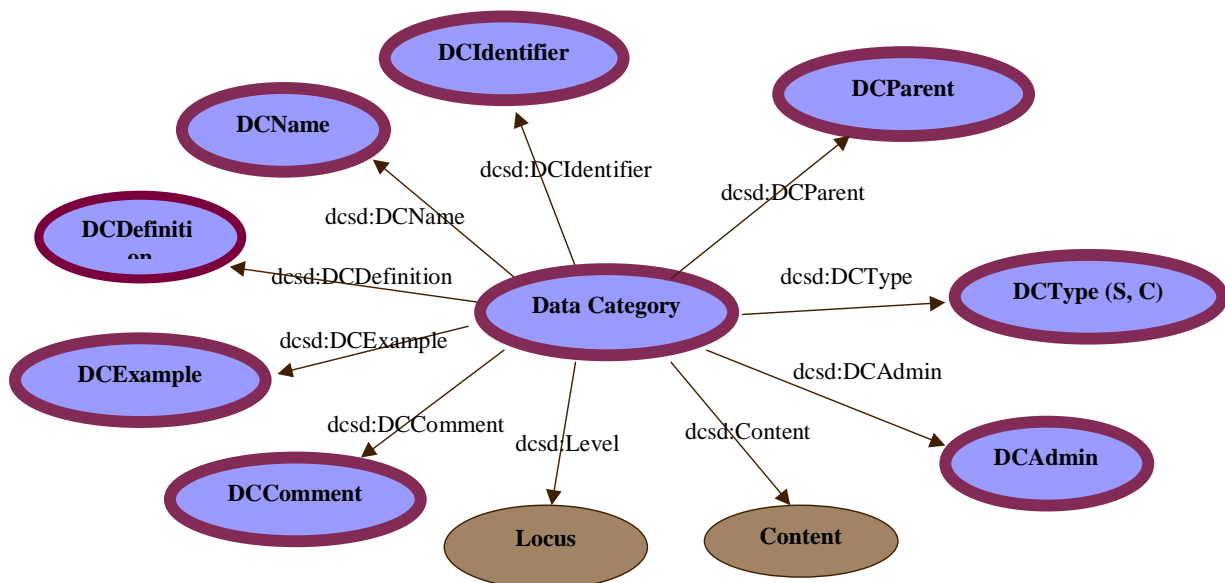 DCIdentifier
DCParent
DCName
dcsd:DCIdentifier
dcsd:DCParent
dcsd:DCName
DCDefiniti
on
dcsd:DCDefinition
dcsd:DCType
DCType (S, C)
Data Category
dcsd:DCExample
DCExample
dcsd:DCAdmin
dcsd:DCComment
dcsd:Level
dcsd:Content
DCAdmin
DCComment
Locus
Content